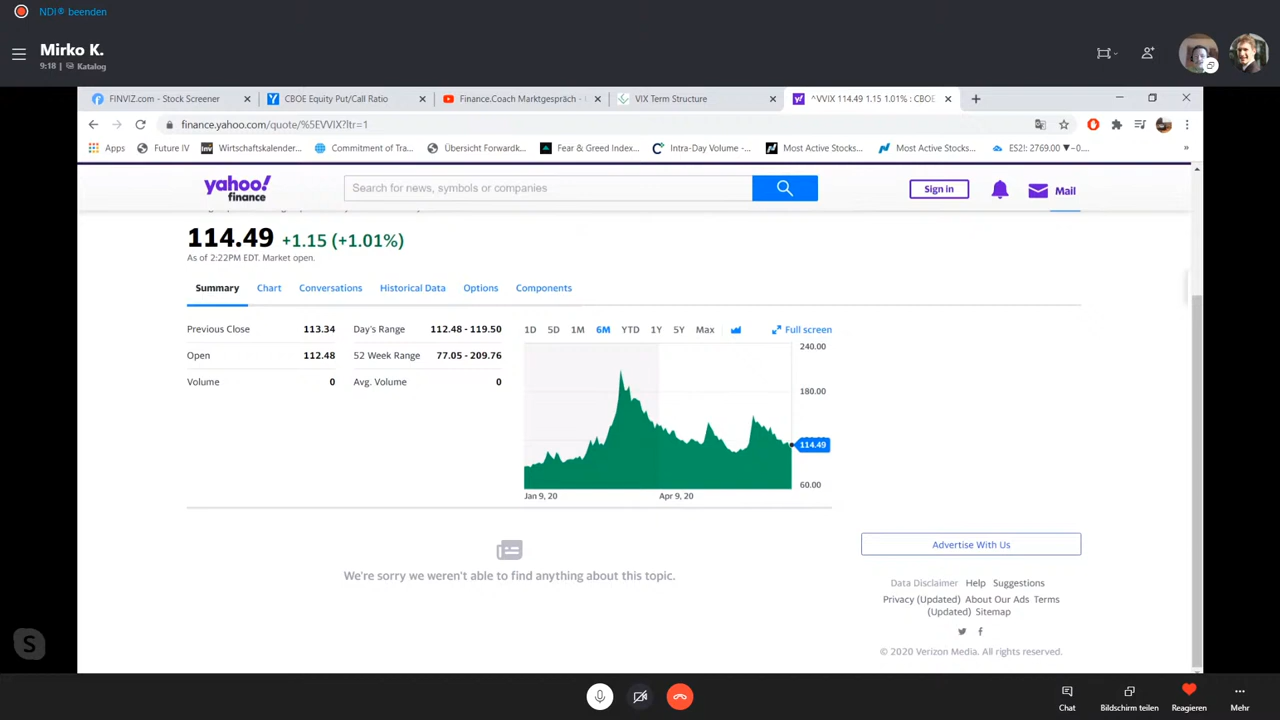 NDI® beenden
Mirko K.
9:18 | Katalog
FINVIZ.com - Stock Screener
CBOE Equity Put/Call Ratio
Finance.Coach Marktgespräch -
VIX Term Structure
^VVIX 114.49 1.15 1.01% : CBOE
finance.yahoo.com/quote/%5EVVIX?ltr=1
Apps
Future IV
Wirtschaftskalender...
Commitment of Tra...
Übersicht Forwardk...
Fear & Greed Index...
Intra-Day Volume -...
Most Active Stocks...
Most Active Stocks...
ES2!: 2769.00 ▼−0....
»
yahoo!
finance
Search for news, symbols or companies
Sign in
Mail
114.49 +1.15 (+1.01%)
As of 2:22PM EDT. Market open.
Summary Chart Conversations Historical Data Options Components
Previous Close 113.34
Open 112.48
Volume 0
Day's Range 112.48 - 119.50
52 Week Range 77.05 - 209.76
Avg. Volume 0
1D 5D 1M 6M YTD 1Y 5Y Max Full screen
240.00
180.00
114.49
60.00
Jan 9, 20 Apr 9, 20
We're sorry we weren't able to find anything about this topic.
Advertise With Us
Data Disclaimer Help Suggestions
Privacy (Updated) About Our Ads Terms
(Updated) Sitemap
© 2020 Verizon Media. All rights reserved.
S
Chat
Bildschirm teilen
Reagieren
Mehr